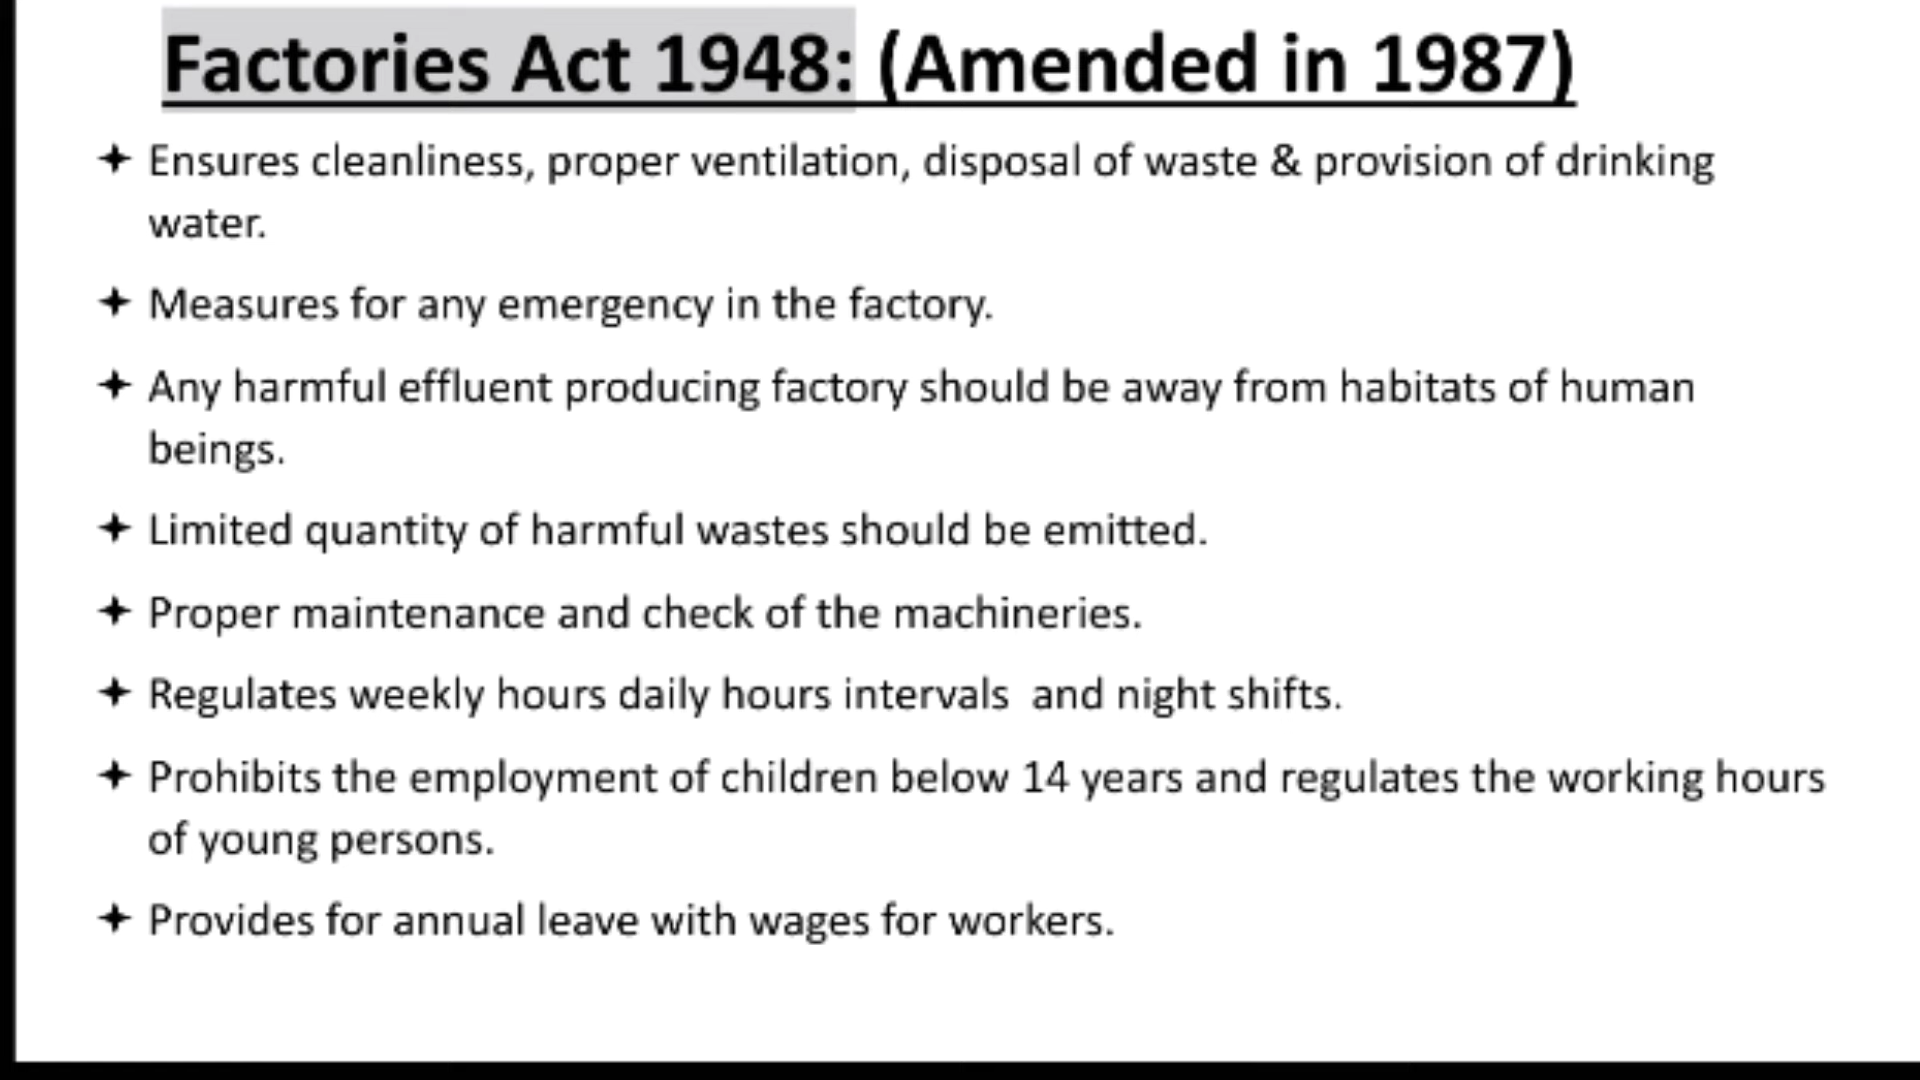 Factories Act 1948: (Amended in 1987)
✦ Ensures cleanliness, proper ventilation, disposal of waste & provision of drinking
water.
✦ Measures for any emergency in the factory.
✦ Any harmful effluent producing factory should be away from habitats of human
beings.
✦ Limited quantity of harmful wastes should be emitted.
✦ Proper maintenance and check of the machineries.
✦ Regulates weekly hours daily hours intervals  and night shifts.
✦ Prohibits the employment of children below 14 years and regulates the working hours
of young persons.
✦ Provides for annual leave with wages for workers.